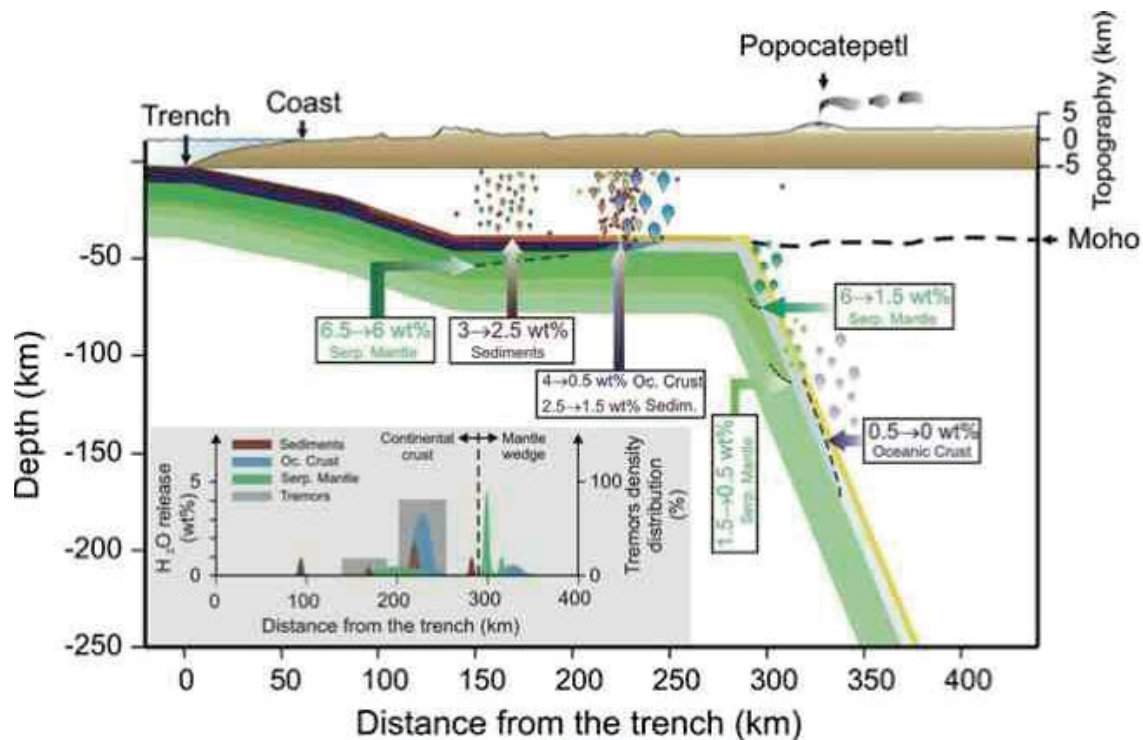 Popocatepetl
Trench
Coast
Topography (km)
5
0
-5
Moho
Depth (km)
-50
-100
-150
-200
-250
6.5→6 wt%
Serp. Mantle
3→2.5 wt%
Sediments
4→0.5 wt% Oc. Crust
2.5→1.5 wt% Sedim.
6→1.5 wt%
Serp. Mantle
1.5→0.5 wt%
Serp. Mantle
0.5→0 wt%
Oceanic Crust
H2O release
(wt%)
5
0
Sediments
Oc. Crust
Serp. Mantle
Tremors
Continental
crust
Mantle
wedge
100
0
Tremors density
distribution
(%)
0
100
200
300
400
Distance from the trench (km)
0
50
100
150
200
250
300
350
400
Distance from the trench (km)